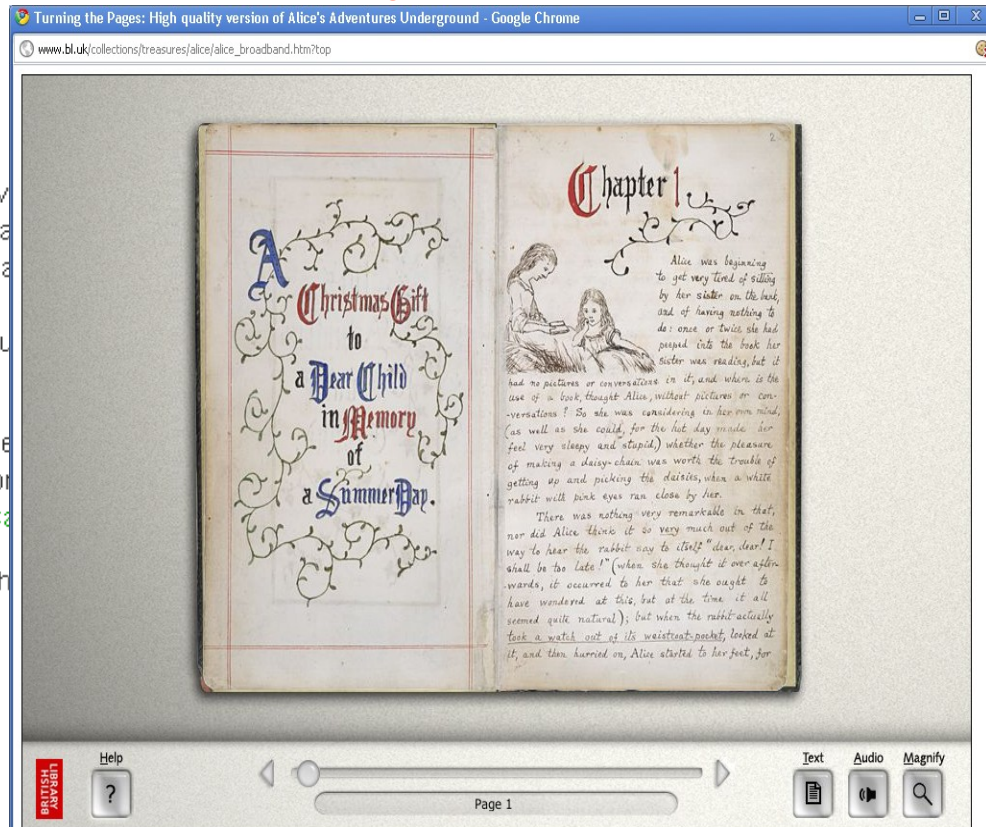 Turning the Pages: High quality version of Alice's Adventures Underground - Google Chrome
www.bl.uk/collections/treasures/alice/alice_broadband.htm?top
A
Christmas Gift
to
a Dear Child
in Memory
of
a Summer Day.
2
Chapter 1.
Alice was beginning
to get very tired of sitting
by her sister on the bank,
and of having nothing to
do: once or twice she had
peeped into the book her
sister was reading, but it
had no pictures or conversations in it, and where is the
use of a book, thought Alice, without pictures or con-
-versations? So she was considering in her own mind,
(as well as she could, for the hot day made her
feel very sleepy and stupid,) whether the pleasure
of making a daisy-chain was worth the trouble of
getting up and picking the daisies, when a white
rabbit with pink eyes ran close by her.
There was nothing very remarkable in that,
nor did Alice think it so very much out of the
way to hear the rabbit say to itself "dear, dear! I
shall be too late!" (when she thought it over after-
-wards, it occurred to her that she ought to
have wondered at this, but at the time it all
seemed quite natural); but when the rabbit actually
took a watch out of its waistcoat-pocket, looked at
it, and then hurried on, Alice started to her feet, for
BRITISH
LIBRARY
Help
?
Page 1
Text
Audio
Magnify